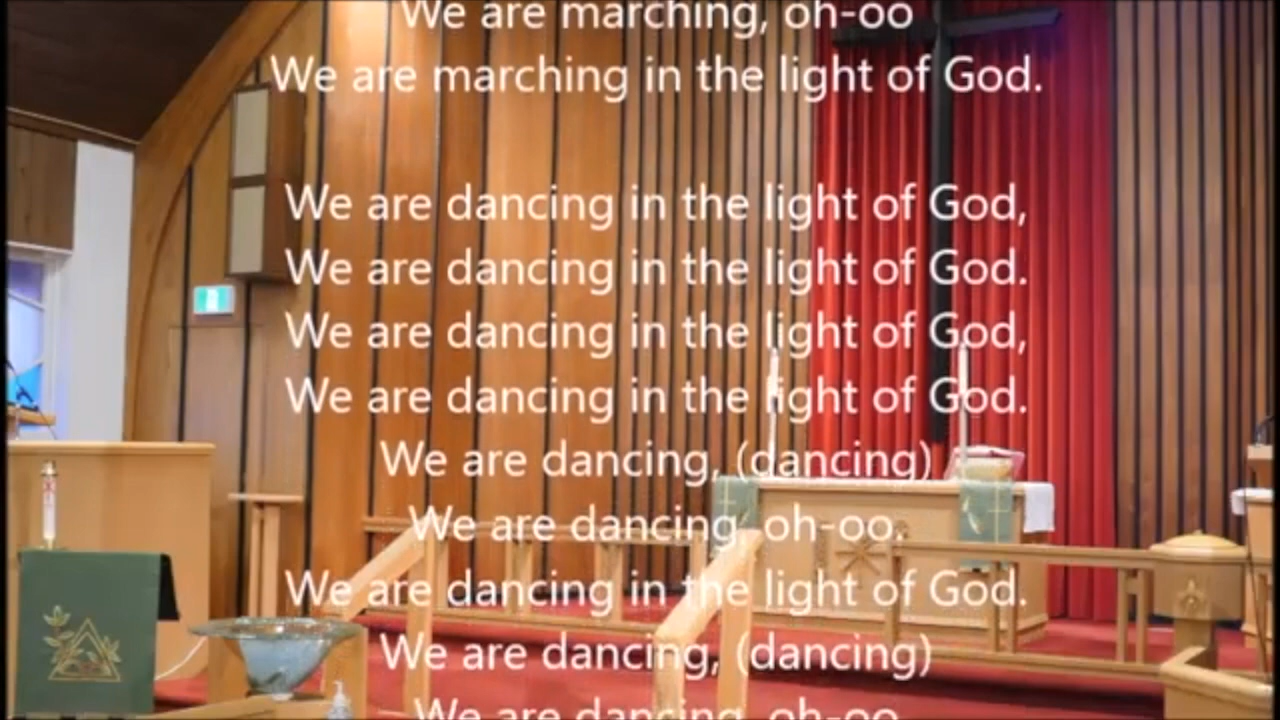 We are marching, oh-oo
We are marching in the light of God.
We are dancing in the light of God,
We are dancing in the light of God.
We are dancing in the light of God,
We are dancing in the light of God.
We are dancing, (dancing)
We are dancing, oh-oo.
We are dancing in the light of God.
We are dancing, (dancing)
We are dancing, oh-oo